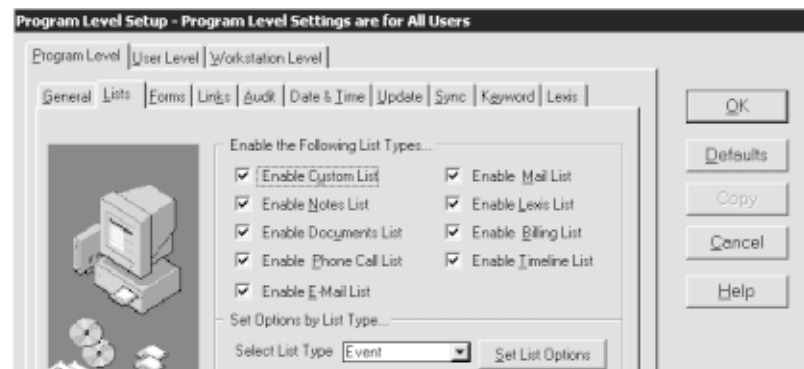 Program Level Setup - Program Level Settings are for All Users
Program Level User Level Workstation Level
General Lists Forms Links Audit Date & Time Update Sync Keyword Lexis
Enable the Following List Types...
Enable Custom List Enable Mail List
Enable Notes List Enable Lexis List
Enable Documents List Enable Billing List
Enable Phone Call List Enable Timeline List
Enable E-Mail List
Set Options by List Type...
Select List Type Event Set List Options
OK
Defaults
Copy
Cancel
Help